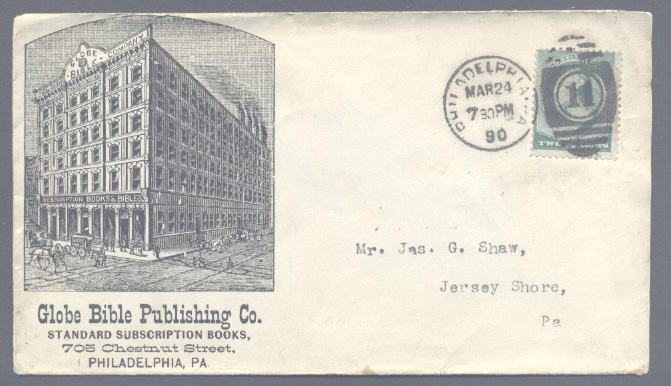 GLOBE
BIBLE
COMPANY
SUBSCRIPTION BOOKS & BIBLES
Globe Bible Publishing Co.
STANDARD SUBSCRIPTION BOOKS,
705 Chestnut Street,
PHILADELPHIA, PA.
PHILADELPHIA, PA
MAR 24
7 30 PM
90
11
TWO CENTS
Mr. Jas. G. Shaw,
Jersey Shore,
Pa